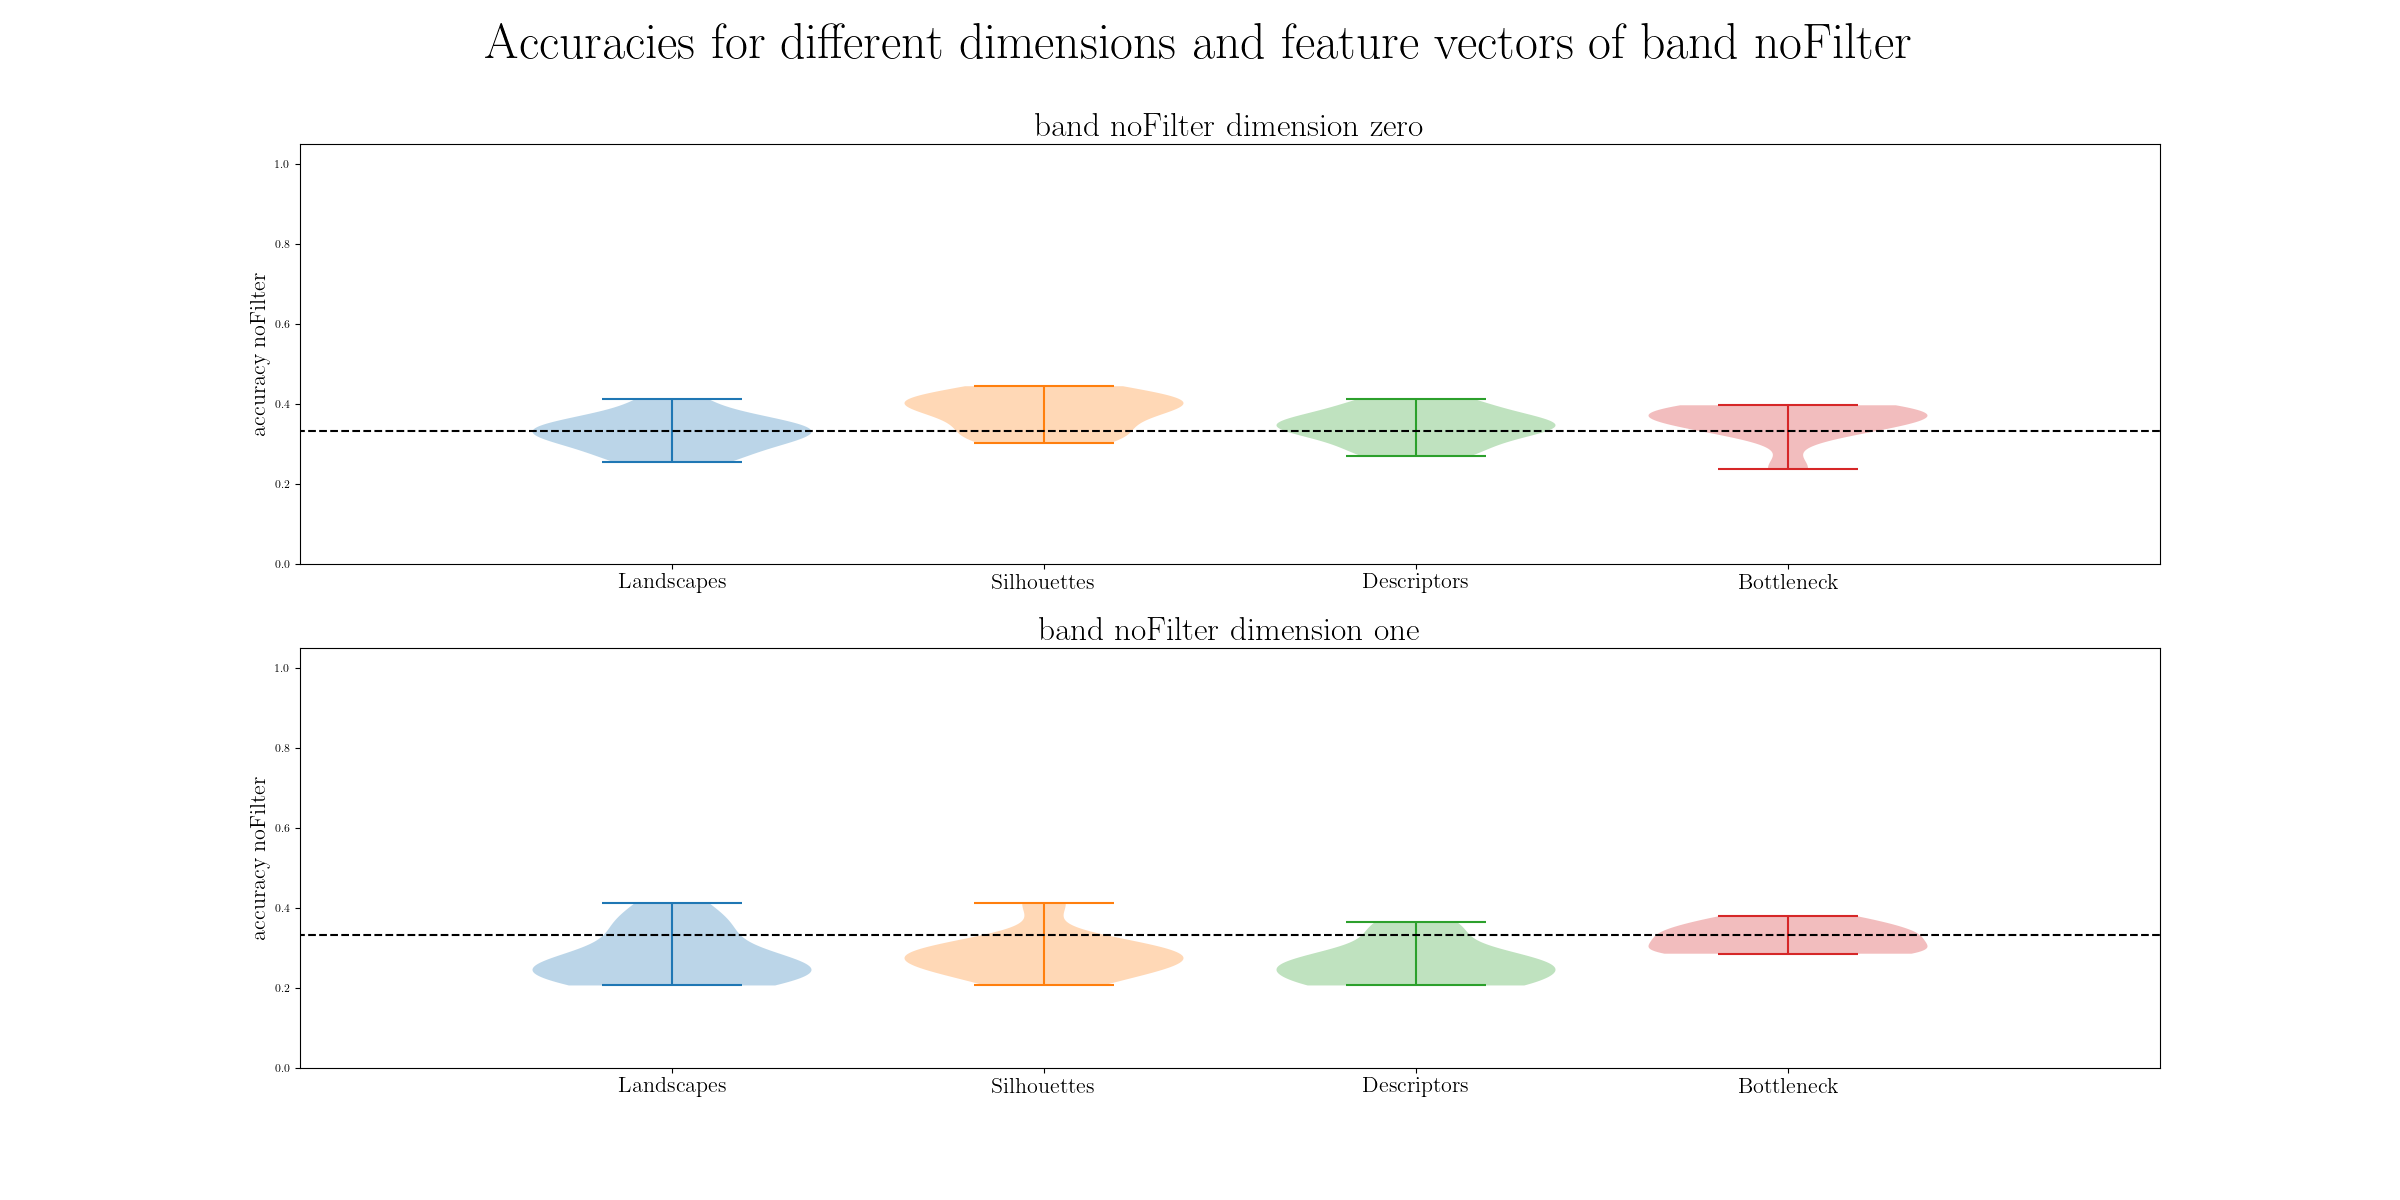 Accuracies for different dimensions and feature vectors of band noFilter
band noFilter dimension zero
accuracy noFilter
1.0
0.8
0.6
0.4
0.2
0.0
Landscapes Silhouettes Descriptors Bottleneck
band noFilter dimension one
accuracy noFilter
1.0
0.8
0.6
0.4
0.2
0.0
Landscapes Silhouettes Descriptors Bottleneck